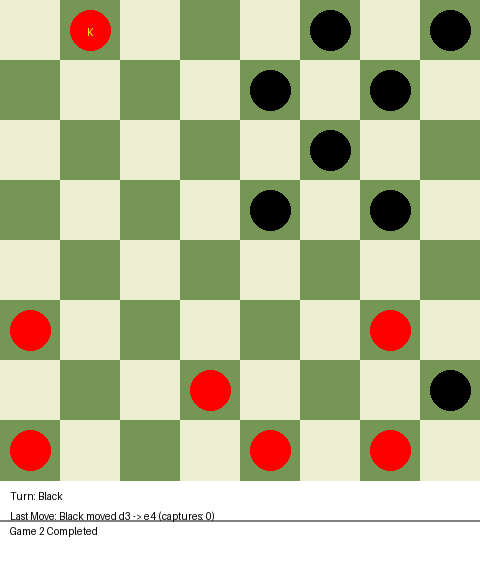 K
Turn: Black
Last Move: Black moved d3 -> e4 (captures: 0)
Game 2 Completed